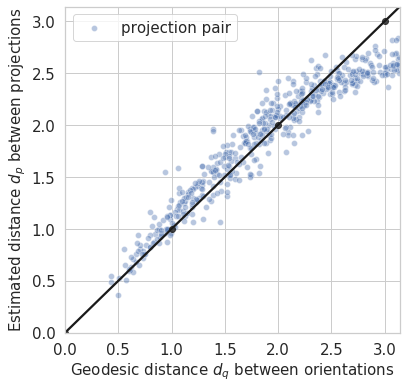 projection pair
Estimated distance dₚ between projections
3.0
2.5
2.0
1.5
1.0
0.5
0.0
0.0 0.5 1.0 1.5 2.0 2.5 3.0
Geodesic distance d_q between orientations